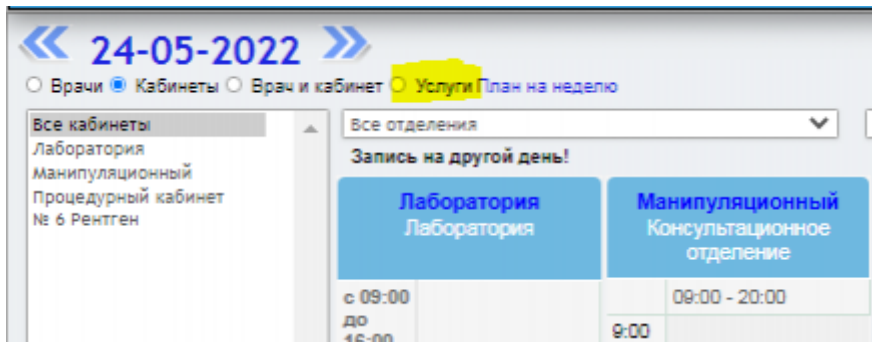 24-05-2022
Врачи Кабинеты Врач и кабинет Услуги План на неделю
Все кабинеты
Лаборатория
Манипуляционный
Процедурный кабинет
№ 6 Рентген
Все отделения
Запись на другой день!
Лаборатория
Лаборатория
Манипуляционный
Консультационное
отделение
с 09:00
до
16:00
09:00 - 20:00
9:00